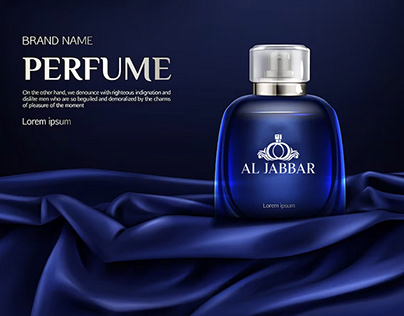 BRAND NAME
PERFUME
On the other hand, we denounce with righteous indignation and
dislike men who are so beguiled and demoralized by the charms
of pleasure of the moment
Lorem ipsum
AL JABBAR
Lorem ipsum